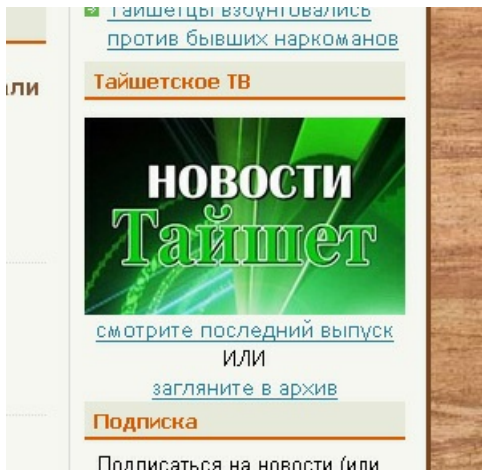 Тайшетцы взбунтовались
против бывших наркоманов
али
Тайшетское ТВ
НОВОСТИ
Тайшет
смотрите последний выпуск
ИЛИ
загляните в архив
Подписка
Подписаться на новости (или